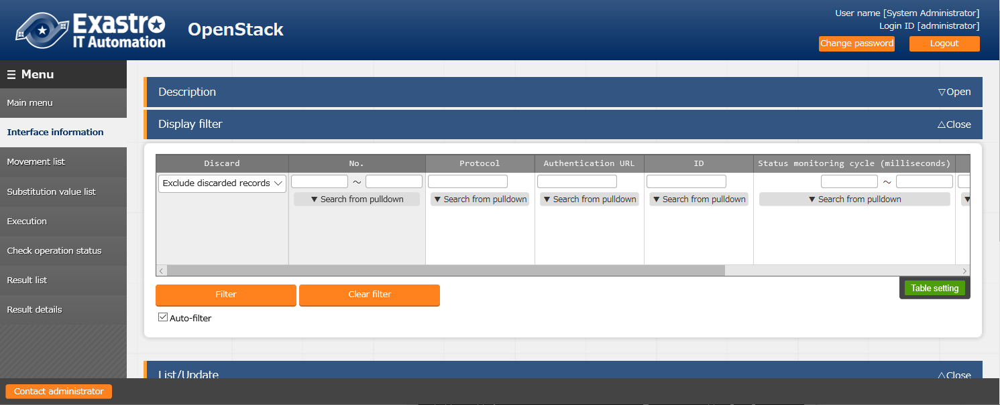 Exastro
IT Automation
OpenStack
User name [System Administrator]
Login ID [administrator]
Change password
Logout
☰ Menu
Main menu
Interface information
Movement list
Substitution value list
Execution
Check operation status
Result list
Result details
Description
▽Open
Display filter
△Close
Discard No. Protocol Authentication URL ID Status monitoring cycle (milliseconds)
Exclude discarded records ～ ～
▼ Search from pulldown ▼ Search from pulldown ▼ Search from pulldown ▼ Search from pulldown ▼ Search from pulldown ▼
Filter
Clear filter
Table setting
Auto-filter
List/Update
△Close
Contact administrator